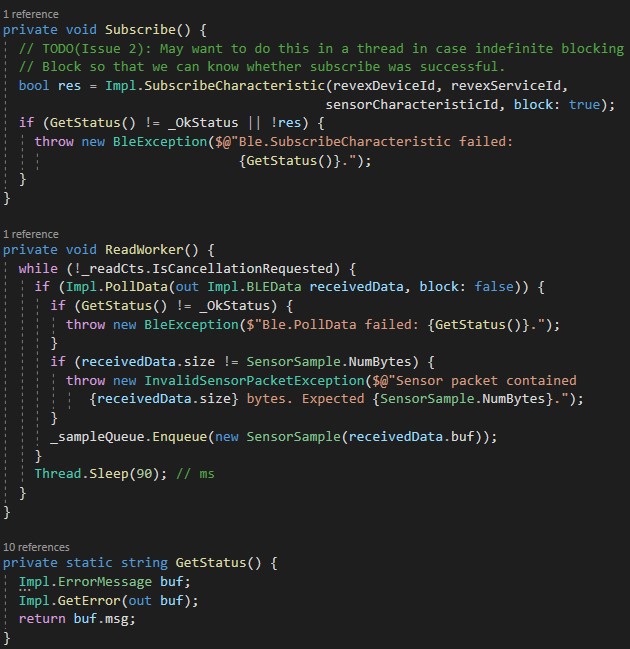 1 reference
private void Subscribe() {
// TODO(Issue 2): May want to do this in a thread in case indefinite blocking
// Block so that we can know whether subscribe was successful.
bool res = Impl.SubscribeCharacteristic(revexDeviceId, revexServiceId,
sensorCharacteristicId, block: true);
if (GetStatus() != _OkStatus || !res) {
throw new BleException($@"Ble.SubscribeCharacteristic failed:
{GetStatus()}.");
}
}
1 reference
private void ReadWorker() {
while (!_readCts.IsCancellationRequested) {
if (Impl.PollData(out Impl.BLEData receivedData, block: false)) {
if (GetStatus() != _OkStatus) {
throw new BleException($"Ble.PollData failed: {GetStatus()}.");
}
if (receivedData.size != SensorSample.NumBytes) {
throw new InvalidSensorPacketException($@"Sensor packet contained
{receivedData.size} bytes. Expected {SensorSample.NumBytes}.");
}
_sampleQueue.Enqueue(new SensorSample(receivedData.buf));
}
Thread.Sleep(90); // ms
}
}
10 references
private static string GetStatus() {
Impl.ErrorMessage buf;
Impl.GetError(out buf);
return buf.msg;
}